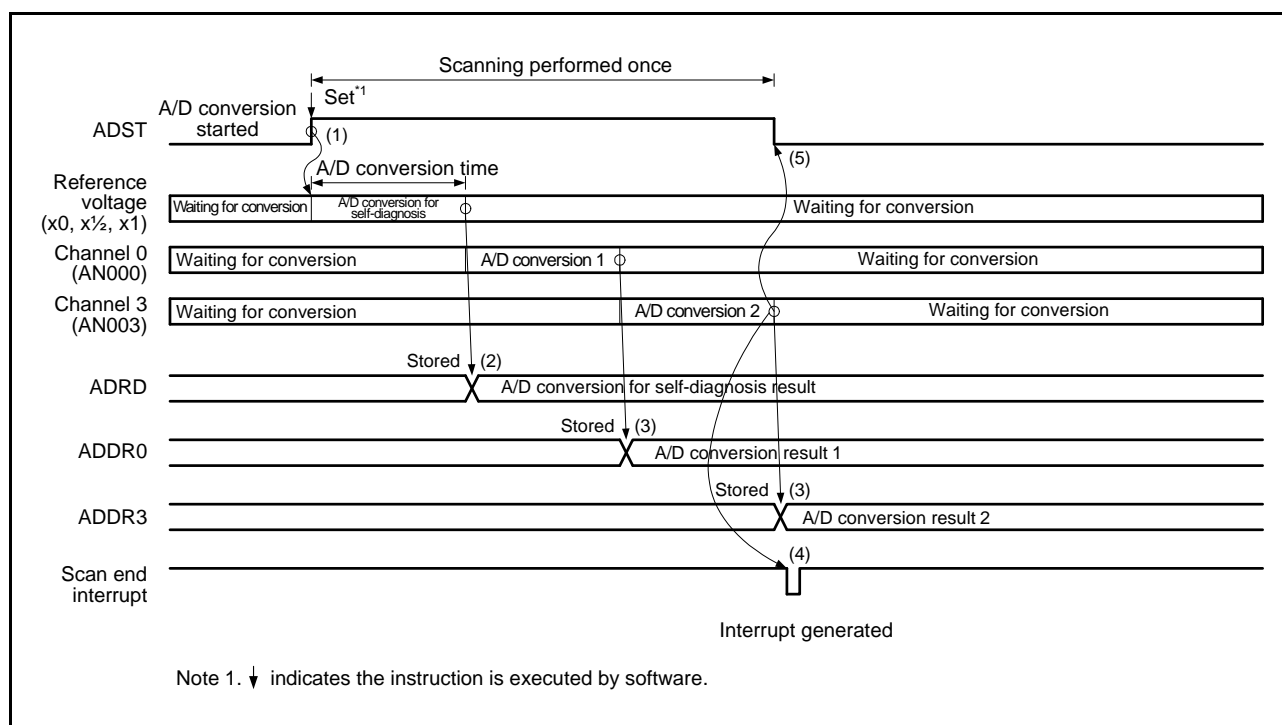 Scanning performed once
Set*1
A/D conversion
started
ADST
(1)
(5)
A/D conversion time
Reference
voltage
(x0, x½, x1)
Waiting for conversion
A/D conversion for
self-diagnosis
Waiting for conversion
Channel 0
(AN000)
Waiting for conversion
A/D conversion 1
Waiting for conversion
Channel 3
(AN003)
Waiting for conversion
A/D conversion 2
Waiting for conversion
Stored
(2)
ADRD
A/D conversion for self-diagnosis result
Stored
(3)
ADDR0
A/D conversion result 1
Stored
(3)
ADDR3
A/D conversion result 2
(4)
Scan end
interrupt
Interrupt generated
Note 1. indicates the instruction is executed by software.